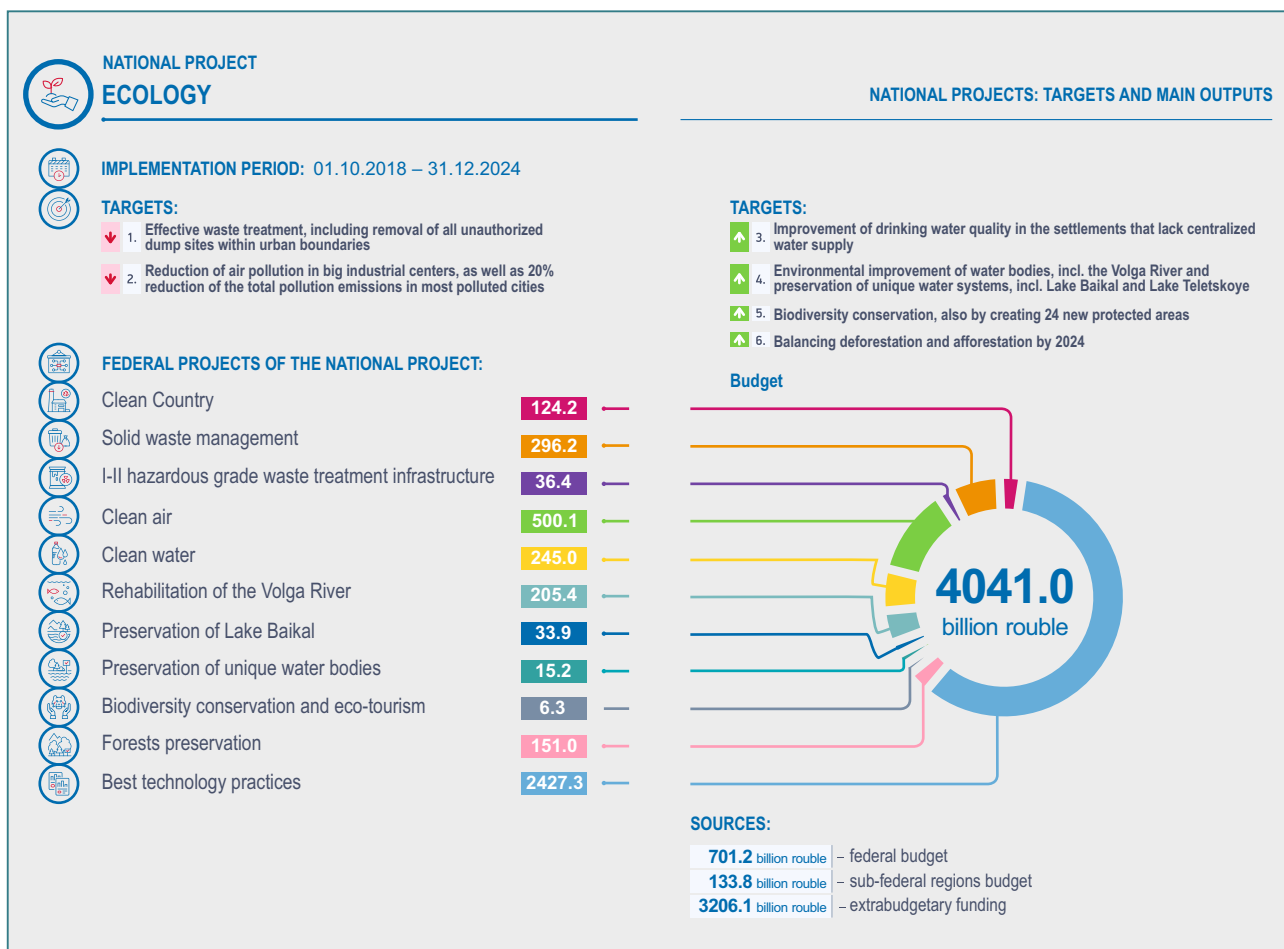 NATIONAL PROJECT
ECOLOGY
NATIONAL PROJECTS: TARGETS AND MAIN OUTPUTS
IMPLEMENTATION PERIOD: 01.10.2018 – 31.12.2024
TARGETS:
1. Effective waste treatment, including removal of all unauthorized
dump sites within urban boundaries
2. Reduction of air pollution in big industrial centers, as well as 20%
reduction of the total pollution emissions in most polluted cities
TARGETS:
3. Improvement of drinking water quality in the settlements that lack centralized
water supply
4. Environmental improvement of water bodies, incl. the Volga River and
preservation of unique water systems, incl. Lake Baikal and Lake Teletskoye
5. Biodiversity conservation, also by creating 24 new protected areas
6. Balancing deforestation and afforestation by 2024
FEDERAL PROJECTS OF THE NATIONAL PROJECT:
Clean Country 124.2
Solid waste management 296.2
I-II hazardous grade waste treatment infrastructure 36.4
Clean air 500.1
Clean water 245.0
Rehabilitation of the Volga River 205.4
Preservation of Lake Baikal 33.9
Preservation of unique water bodies 15.2
Biodiversity conservation and eco-tourism 6.3
Forests preservation 151.0
Best technology practices 2427.3
Budget
4041.0
billion rouble
SOURCES:
701.2 billion rouble – federal budget
133.8 billion rouble – sub-federal regions budget
3206.1 billion rouble – extrabudgetary funding